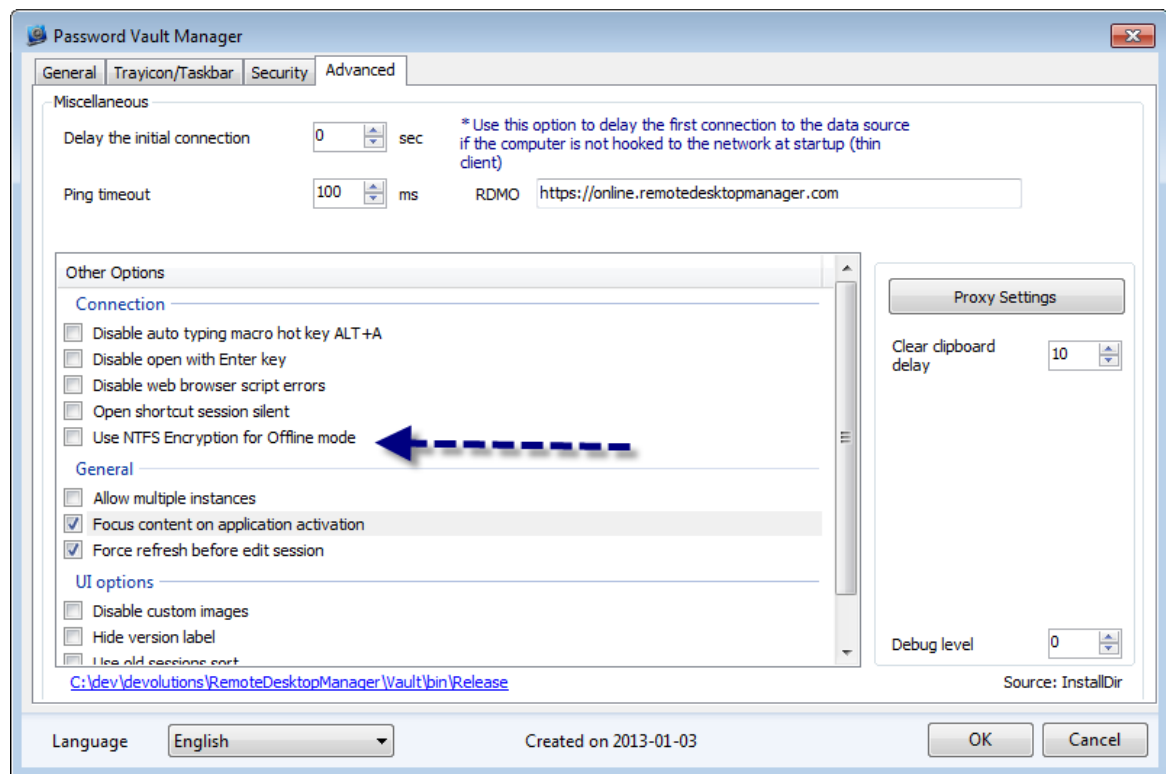 Password Vault Manager
General Trayicon/Taskbar Security Advanced
Miscellaneous
Delay the initial connection 0 sec
* Use this option to delay the first connection to the data source
if the computer is not hooked to the network at startup (thin
client)
Ping timeout 100 ms RDMO https://online.remotedesktopmanager.com
Other Options
Connection
Disable auto typing macro hot key ALT+A
Disable open with Enter key
Disable web browser script errors
Open shortcut session silent
Use NTFS Encryption for Offline mode
General
Allow multiple instances
Focus content on application activation
Force refresh before edit session
UI options
Disable custom images
Hide version label
Use old sessions sort
Proxy Settings
Clear clipboard
delay
10
Debug level 0
C:\dev\devolutions\RemoteDesktopManager\Vault\bin\Release
Source: InstallDir
Language English Created on 2013-01-03 OK Cancel